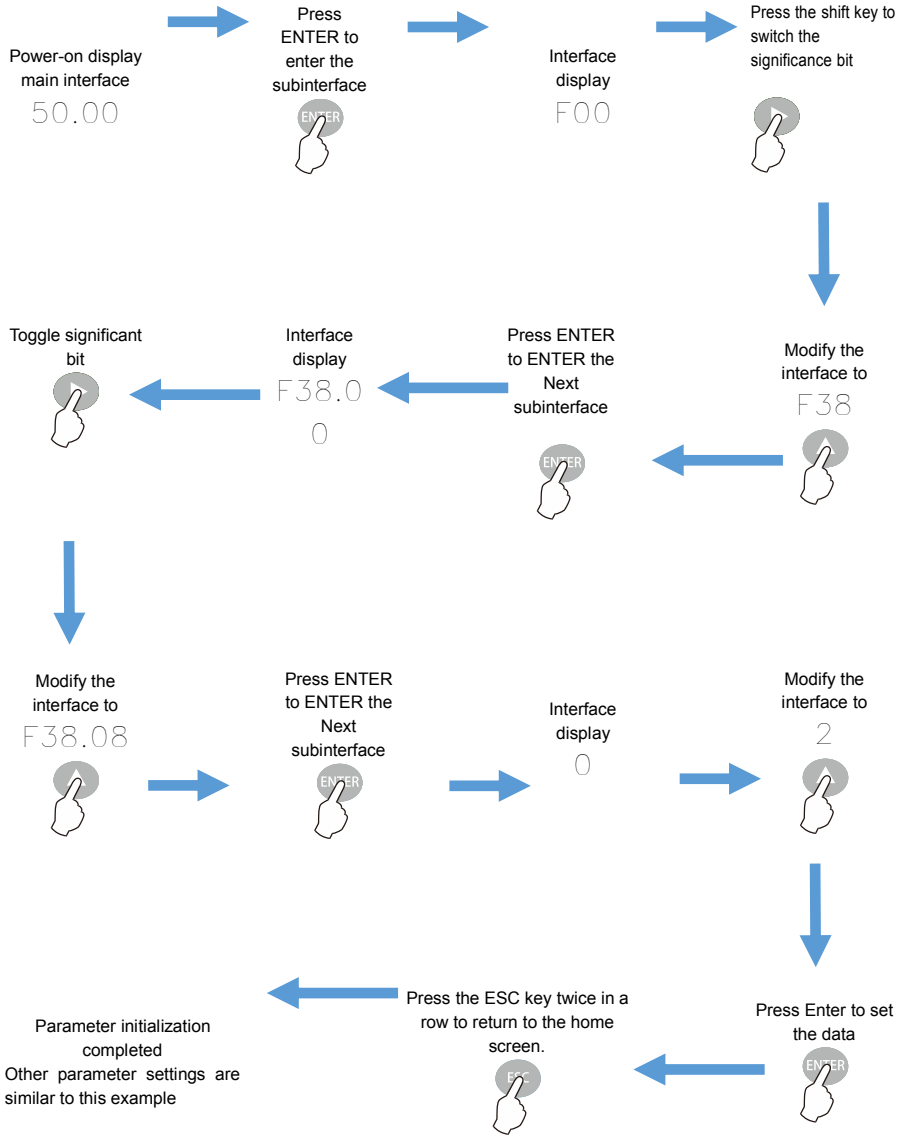 Power-on display
main interface
50.00
Press
ENTER to
enter the
subinterface
ENTER
Interface
display
F00
Press the shift key to
switch the
significance bit
Modify the
interface to
F38
Press ENTER
to ENTER the
Next
subinterface
ENTER
Interface
display
F38.0
0
Toggle significant
bit
Modify the
interface to
F38.08
Press ENTER
to ENTER the
Next
subinterface
ENTER
Interface
display
0
Modify the
interface to
2
Press Enter to set
the data
ENTER
Press the ESC key twice in a
row to return to the home
screen.
ESC
Parameter initialization
completed
Other parameter settings are
similar to this example